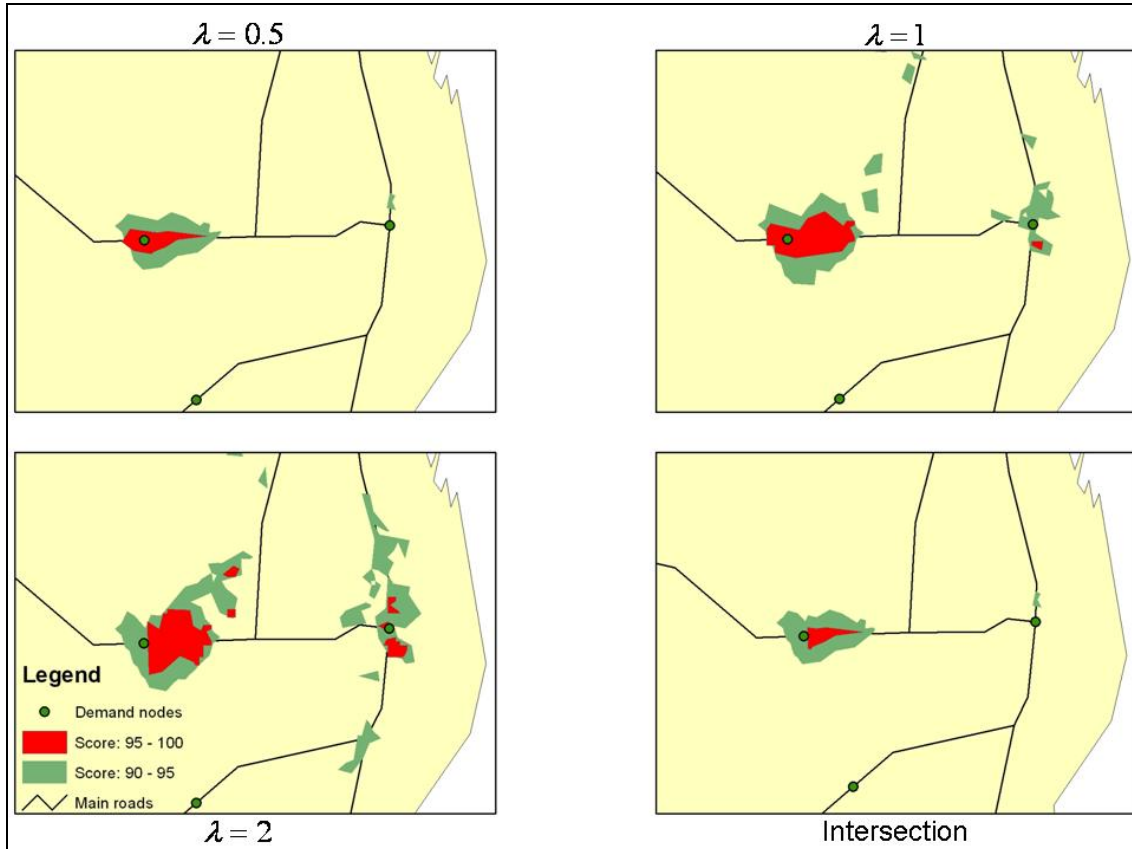 λ = 0.5
λ = 1
Legend
Demand nodes
Score: 95 - 100
Score: 90 - 95
Main roads
λ = 2
Intersection